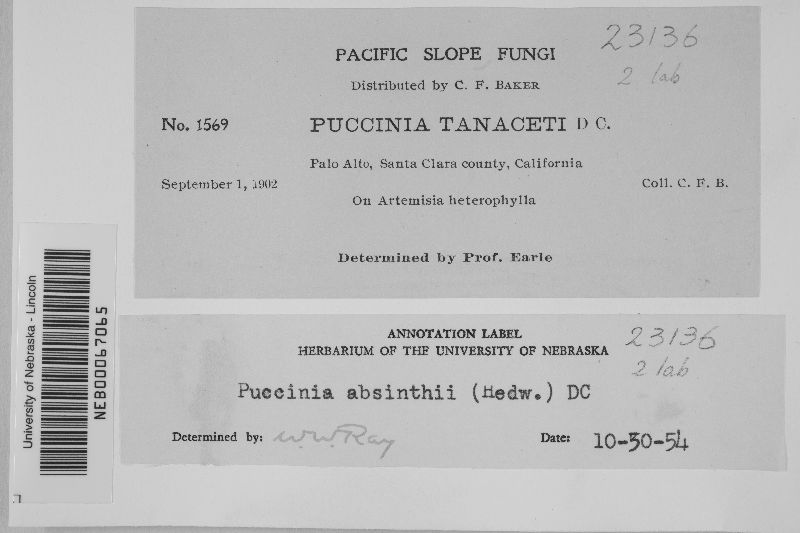 PACIFIC SLOPE FUNGI
23136
2 lab
Distributed by C. F. BAKER
No. 1569
PUCCINIA TANACETI D C.
Palo Alto, Santa Clara county, California
September 1, 1902
Coll. C. F. B.
On Artemisia heterophylla
Determined by Prof. Earle
University of Nebraska - Lincoln
NEB00067065
ANNOTATION LABEL
HERBARIUM OF THE UNIVERSITY OF NEBRASKA
23136
2 lab
Puccinia absinthii (Hedw.) DC
Determined by: W.W. Ray
Date: 10-30-54